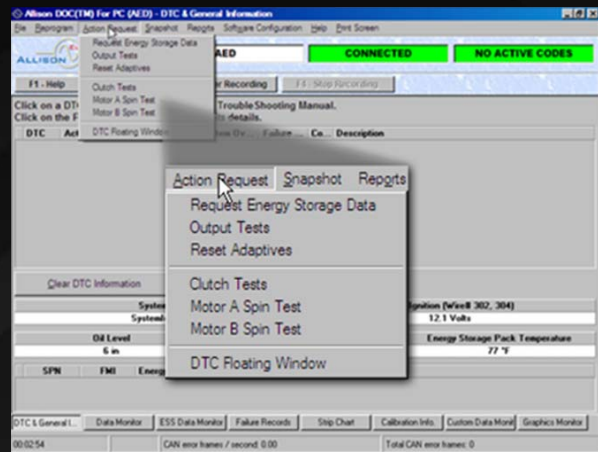 Allison DOC(TM) For PC (AED) - DTC & General Information
File Reprogram Action Request Snapshot Reports Software Configuration Help Print Screen
ALLISON AED CONNECTED NO ACTIVE CODES
Request Energy Storage Data
Output Tests
Reset Adaptives
F1 - Help Recording F4 - Stop Recording
Clutch Tests
Click on a DT TroubleShooting Manual.
Motor A Spin Test
Click on the F details.
Motor B Spin Test
DTC Floating Window
DTC Failure ... Co... Description
Action Request Snapshot Reports
Request Energy Storage Data
Output Tests
Reset Adaptives
Clutch Tests
Motor A Spin Test
Motor B Spin Test
DTC Floating Window
Clear DTC Information
Ignition (Wire# 302, 304)
12.1 Volts
Oil Level Energy Storage Pack Temperature
6 in 77 °F
SPN FMI
DTC & General I... Data Monitor ESS Data Monitor Failure Records Strip Chart Calibration Info. Custom Data Monit Graphics Monitor
00:02:54 CAN error frames / second: 0.00 Total CAN error frames: 0